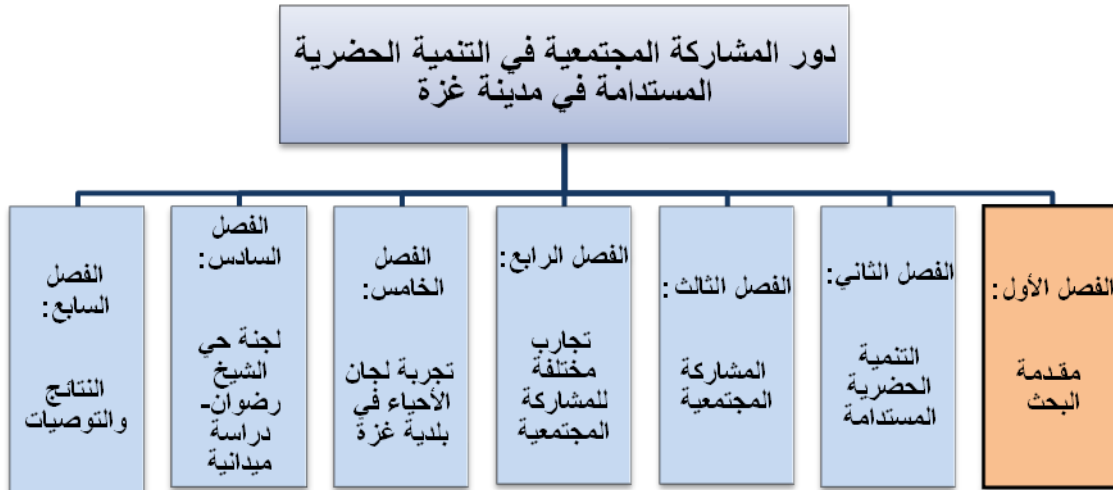 دور المشاركة المجتمعية في التنمية الحضرية
المستدامة في مدينة غزة
الفصل الأول:
مقدمة
البحث
الفصل الثاني:
التنمية
الحضرية
المستدامة
الفصل الثالث:
المشاركة
المجتمعية
الفصل الرابع:
تجارب
مختلفة
للمشاركة
المجتمعية
الفصل
الخامس:
تجربة لجان
الأحياء في
بلدية غزة
الفصل
السادس:
لجنة حي
الشيخ
رضوان-
دراسة
ميدانية
الفصل
السابع:
النتائج
والتوصيات